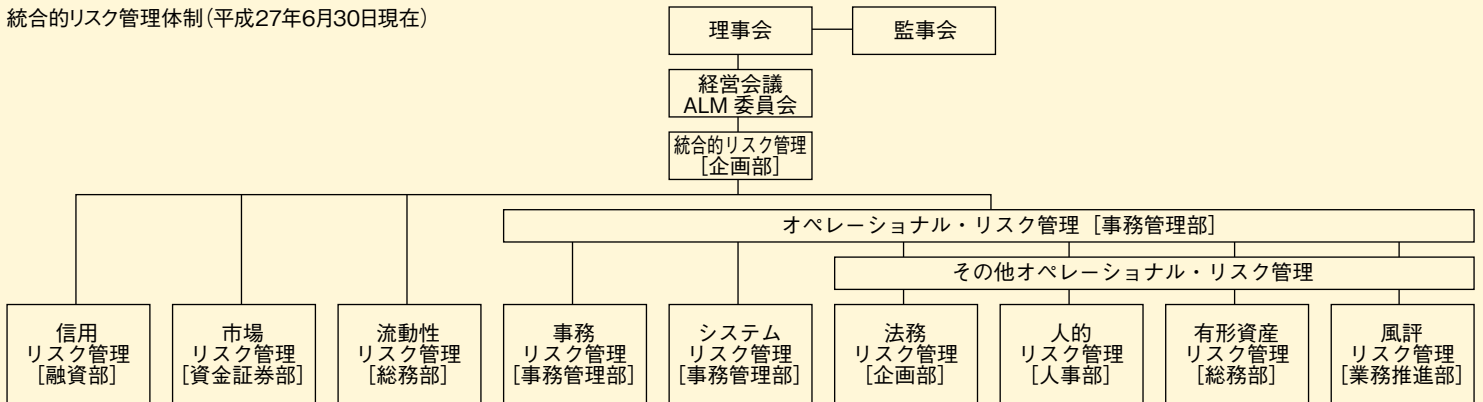 統合的リスク管理体制（平成27年6月30日現在）
理事会
監事会
経営会議
ALM 委員会
統合的リスク管理
［企画部］
オペレーショナル・リスク管理［事務管理部］
その他オペレーショナル・リスク管理
信用
リスク管理
［融資部］
市場
リスク管理
［資金証券部］
流動性
リスク管理
［総務部］
事務
リスク管理
［事務管理部］
システム
リスク管理
［事務管理部］
法務
リスク管理
［企画部］
人的
リスク管理
［人事部］
有形資産
リスク管理
［総務部］
風評
リスク管理
［業務推進部］